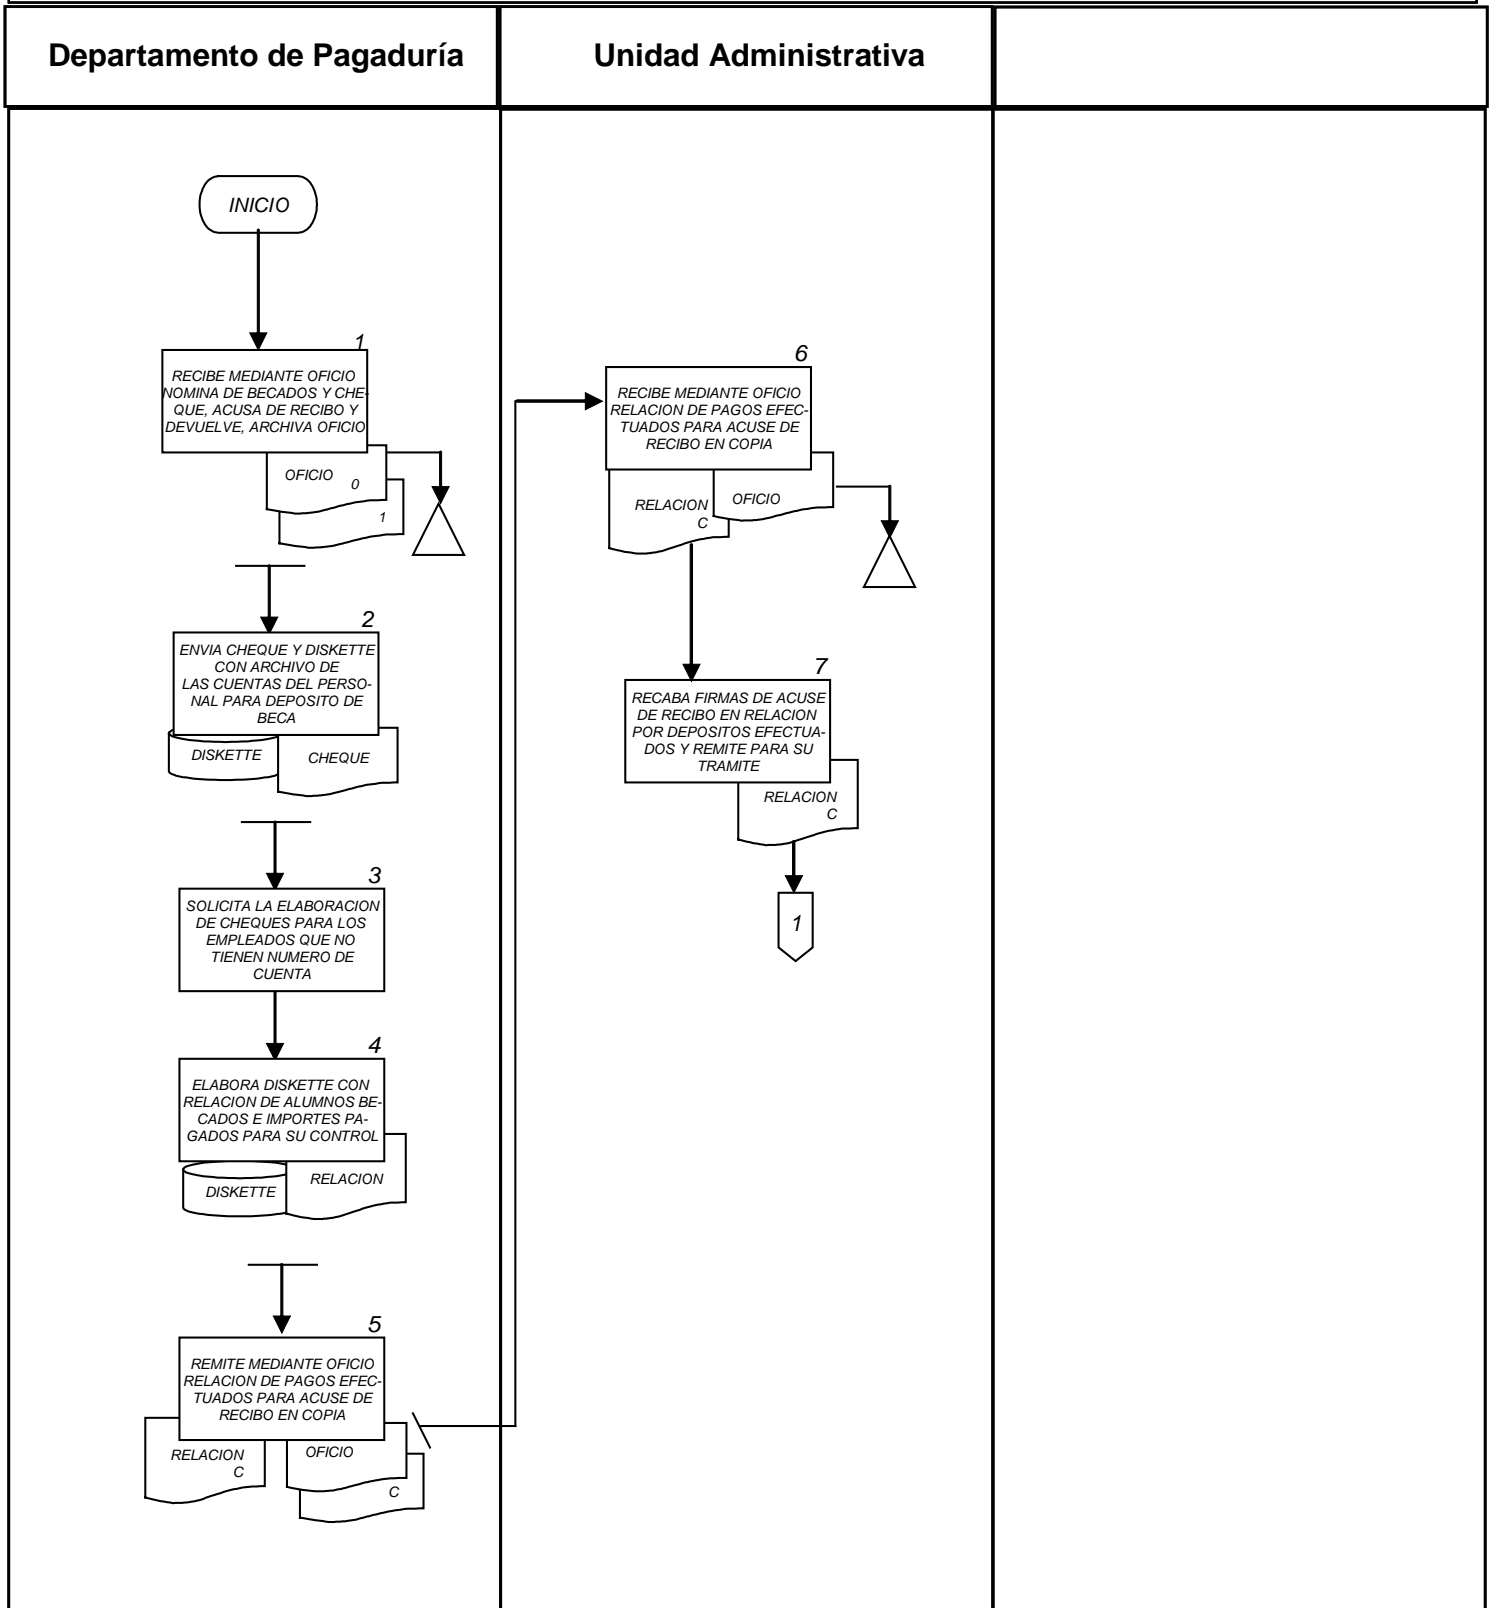 Departamento de Pagaduría
Unidad Administrativa
INICIO
1
RECIBE MEDIANTE OFICIO
NOMINA DE BECADOS Y CHE-
QUE, ACUSA DE RECIBO Y
DEVUELVE, ARCHIVA OFICIO
OFICIO
0
1
2
ENVIA CHEQUE Y DISKETTE
CON ARCHIVO DE
LAS CUENTAS DEL PERSO-
NAL PARA DEPOSITO DE
BECA
DISKETTE
CHEQUE
3
SOLICITA LA ELABORACION
DE CHEQUES PARA LOS
EMPLEADOS QUE NO
TIENEN NUMERO DE
CUENTA
4
ELABORA DISKETTE CON
RELACION DE ALUMNOS BE-
CADOS E IMPORTES PA-
GADOS PARA SU CONTROL
DISKETTE
RELACION
5
REMITE MEDIANTE OFICIO
RELACION DE PAGOS EFEC-
TUADOS PARA ACUSE DE
RECIBO EN COPIA
RELACION
C
OFICIO
C
6
RECIBE MEDIANTE OFICIO
RELACION DE PAGOS EFEC-
TUADOS PARA ACUSE DE
RECIBO EN COPIA
RELACION
C
OFICIO
7
RECABA FIRMAS DE ACUSE
DE RECIBO EN RELACION
POR DEPOSITOS EFECTUA-
DOS Y REMITE PARA SU
TRAMITE
RELACION
C
1